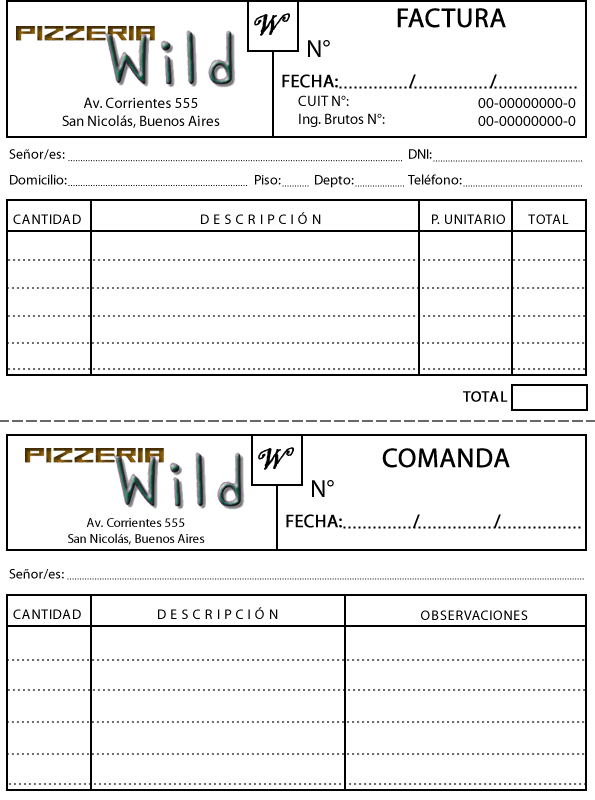 PIZZERIA
Wild
Av. Corrientes 555
San Nicolás, Buenos Aires
W
FACTURA
N°
FECHA:............../............../..............
CUIT N°: 00-00000000-0
Ing. Brutos N°: 00-00000000-0
Señor/es: DNI:
Domicilio: Piso: Depto: Teléfono:
CANTIDAD DESCRIPCIÓN P. UNITARIO TOTAL
TOTAL
PIZZERIA
Wild
Av. Corrientes 555
San Nicolás, Buenos Aires
W
COMANDA
N°
FECHA:............../............../..............
Señor/es:
CANTIDAD DESCRIPCIÓN OBSERVACIONES